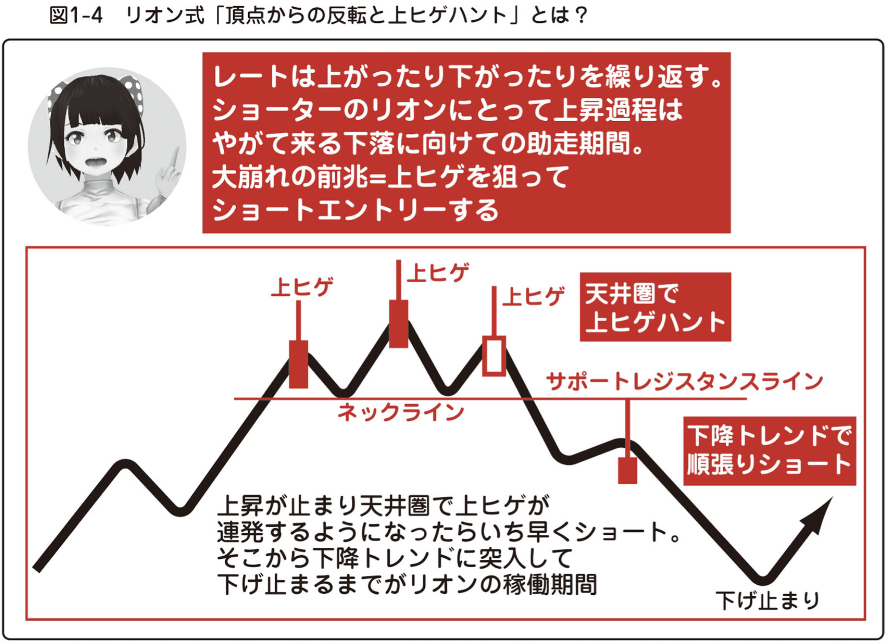 図1-4　リオン式「頂点からの反転と上ヒゲハント」とは？
レートは上がったり下がったりを繰り返す。
ショーターのリオンにとって上昇過程は
やがて来る下落に向けての助走期間。
大崩れの前兆=上ヒゲを狙って
ショートエントリーする
上ヒゲ
上ヒゲ
上ヒゲ
天井圏で
上ヒゲハント
サポートレジスタンスライン
ネックライン
下降トレンドで
順張りショート
上昇が止まり天井圏で上ヒゲが
連発するようになったらいち早くショート。
そこから下降トレンドに突入して
下げ止まるまでがリオンの稼働期間
下げ止まり